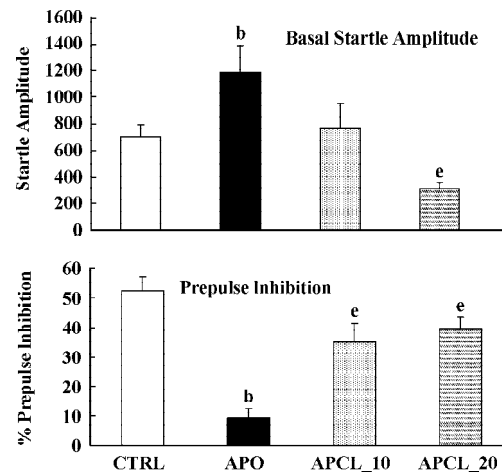 1600
1400
1200
1000
800
600
400
200
0
Startle Amplitude
Basal Startle Amplitude
b
e
60
50
40
30
20
10
0
% Prepulse Inhibition
Prepulse Inhibition
b
e
e
CTRL APO APCL_10 APCL_20